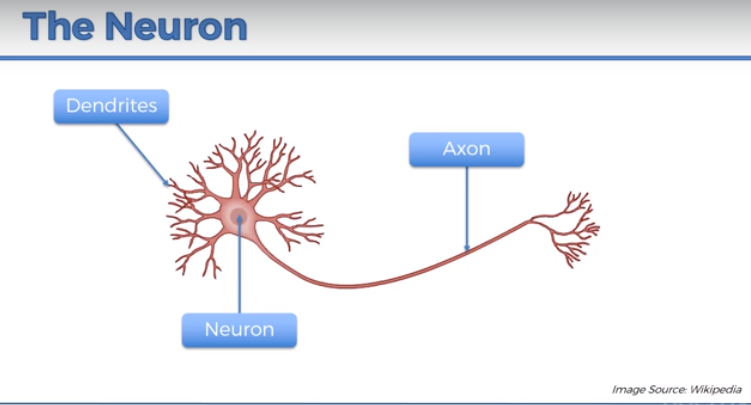 The Neuron
Dendrites
Axon
Neuron
Image Source: Wikipedia